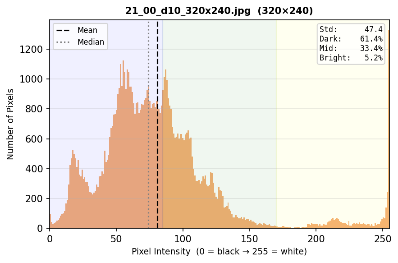 21_00_d10_320x240.jpg  (320×240)
Mean
Median
Std: 47.4
Dark: 61.4%
Mid: 33.4%
Bright: 5.2%
Number of Pixels
1200
1000
800
600
400
200
0
0 50 100 150 200 250
Pixel Intensity  (0 = black → 255 = white)